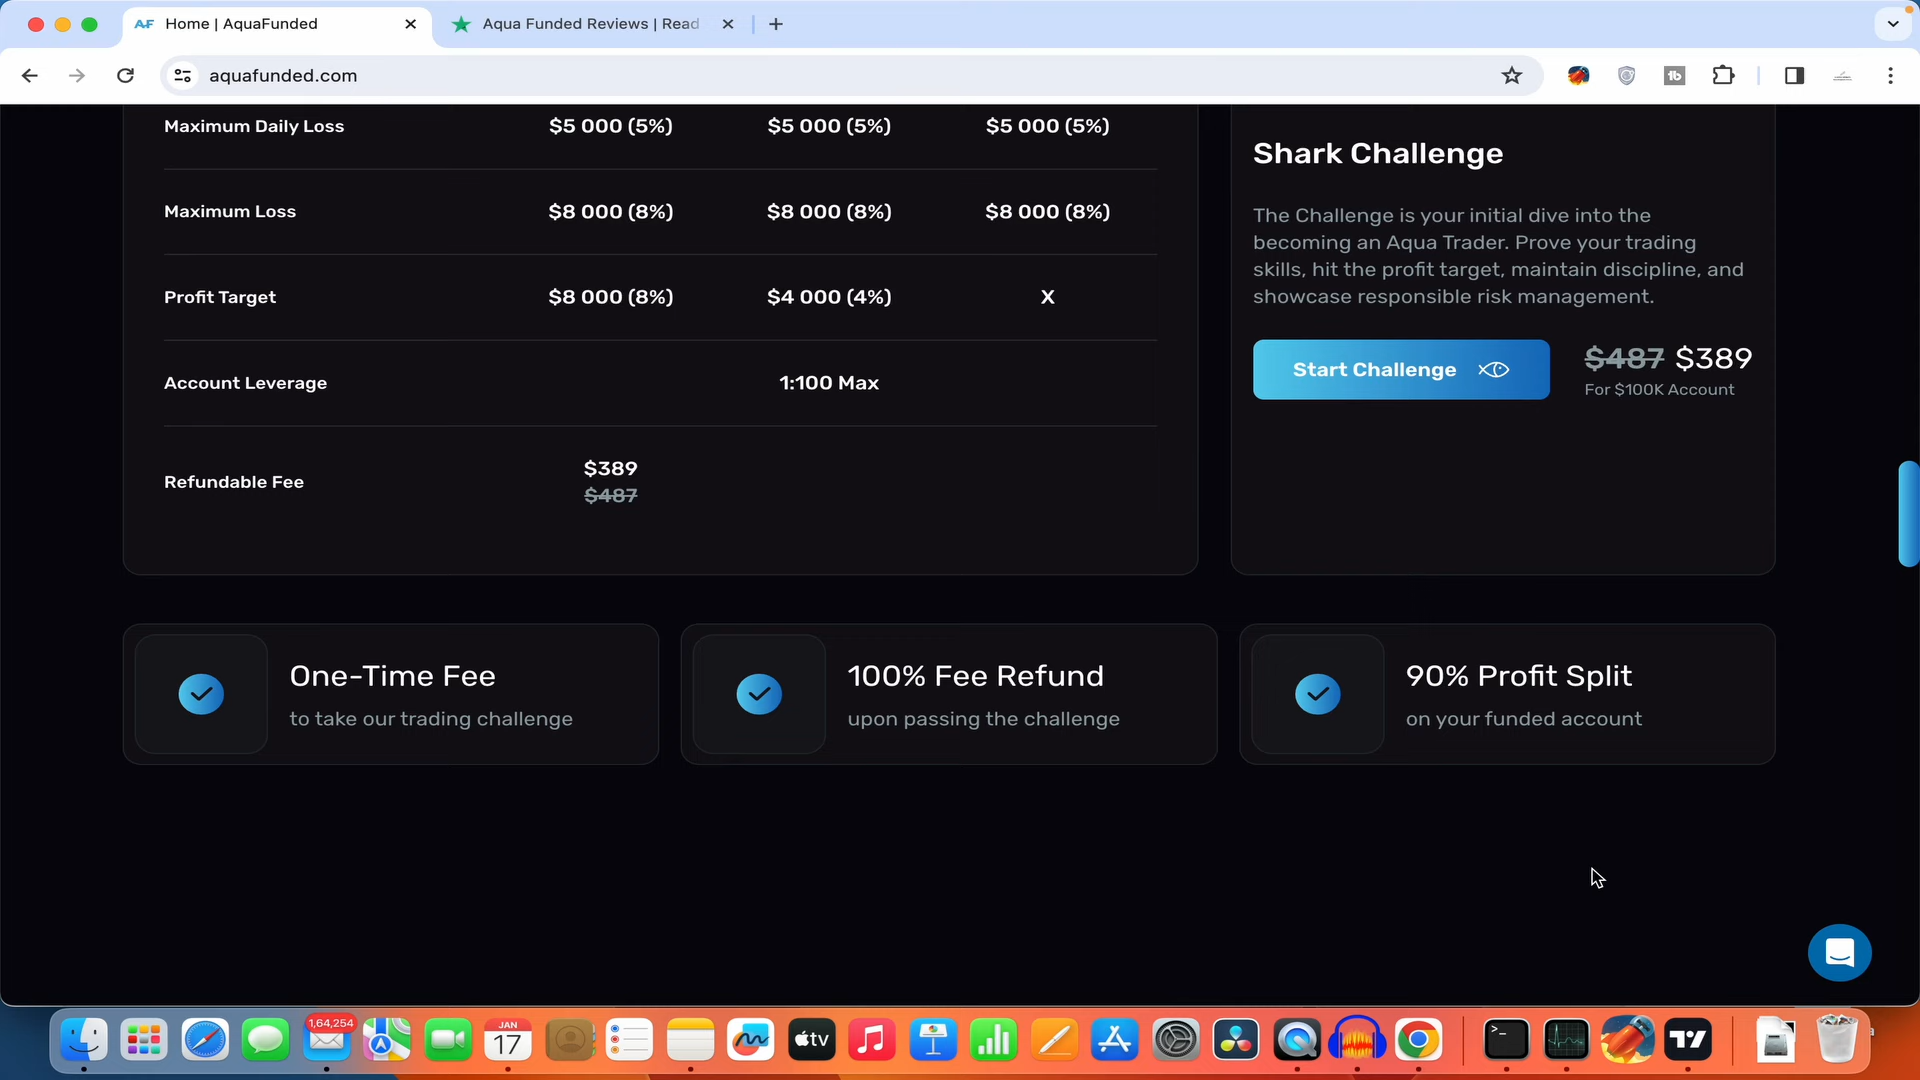 Home | AquaFunded
Aqua Funded Reviews | Read
aquafunded.com
Maximum Daily Loss $5 000 (5%) $5 000 (5%) $5 000 (5%)
Maximum Loss $8 000 (8%) $8 000 (8%) $8 000 (8%)
Profit Target $8 000 (8%) $4 000 (4%) X
Account Leverage 1:100 Max
Refundable Fee $389
$487
Shark Challenge
The Challenge is your initial dive into the
becoming an Aqua Trader. Prove your trading
skills, hit the profit target, maintain discipline, and
showcase responsible risk management.
Start Challenge
$487 $389
For $100K Account
One-Time Fee
to take our trading challenge
100% Fee Refund
upon passing the challenge
90% Profit Split
on your funded account
1,64,254
JAN
17
tv